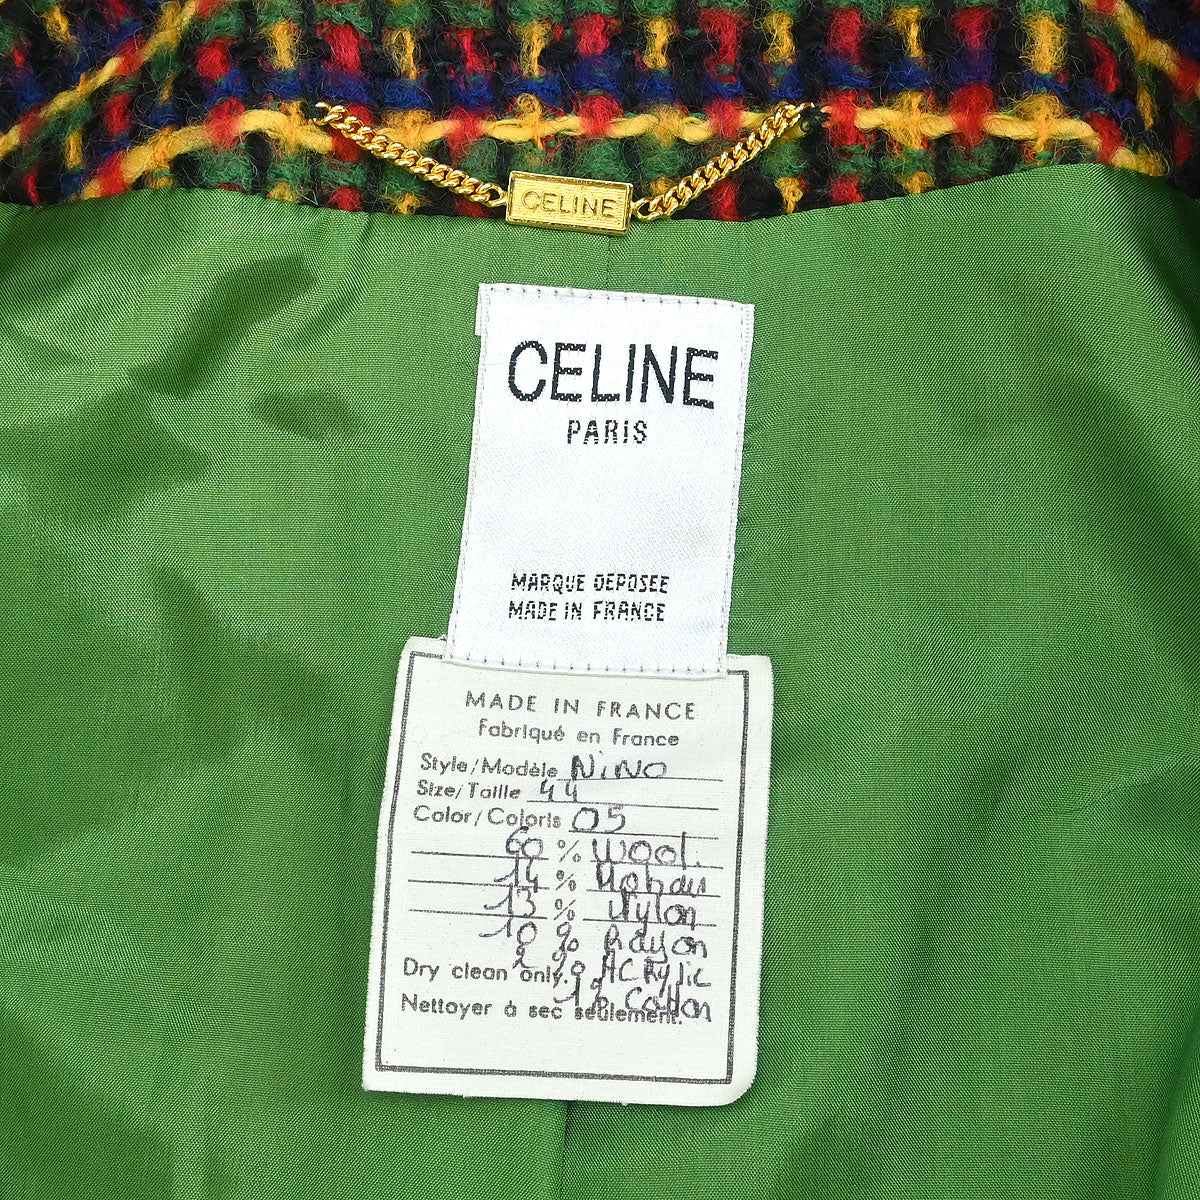 CELINE
CELINE
PARIS
MARQUE DEPOSEE
MADE IN FRANCE
MADE IN FRANCE
Fabriqué en France
Style/Modèle NiNO
Size/Taille 44
Color/Coloris 05
60 % Wool.
14 % Mohair
13 % Nylon
10 % Rayon
2 % ACRylic
Dry clean only.
1% Cotton
Nettoyer à sec seulement.